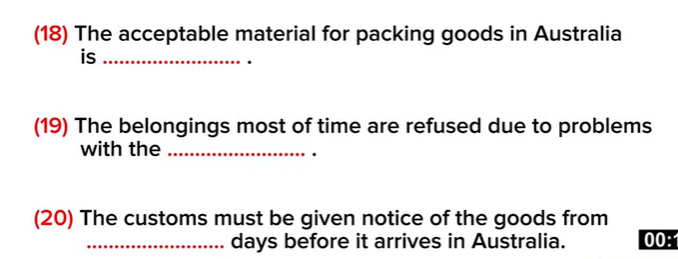 (18) The acceptable material for packing goods in Australia
is ......................... .
(19) The belongings most of time are refused due to problems
with the ......................... .
(20) The customs must be given notice of the goods from
......................... days before it arrives in Australia.
00: